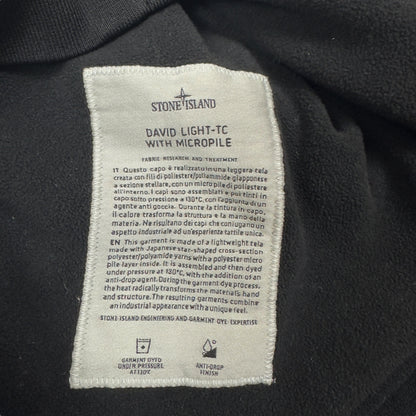 STONE ISLAND
DAVID LIGHT-TC
WITH MICROPILE
FABRIC RESEARCH AND TREATMENT
IT Questo capo è realizzato in una leggera tela
creata con fili di poliestere/poliammide giapponese
a sezione stellare, con un micro pile di poliestere
all'interno. I capi sono assemblati e poi tinti in
capo sotto pressione a 130°C, con l'aggiunta di un
agente anti goccia. Durante la tintura in capo,
il calore trasforma la struttura e la mano della
materia. Ne risultano dei capi che coniugano un
aspetto industriale ad un'esperienza tattile unica.
EN This garment is made of a lightweight tela
made with Japanese star-shaped cross-section
polyester/polyamide yarns with a polyester micro
pile layer inside. It is assembled and then dyed
under pressure at 130°C, with the addition of an
anti-drop agent. During the garment dye process,
the heat radically transforms the material's hand
and structure. The resulting garments combine
an industrial appearance with a unique feel.
STONE ISLAND ENGINEERING AND GARMENT DYE EXPERTISE
GARMENT DYED
UNDER PRESSURE
AT 130°C
ANTI-DROP
FINISH